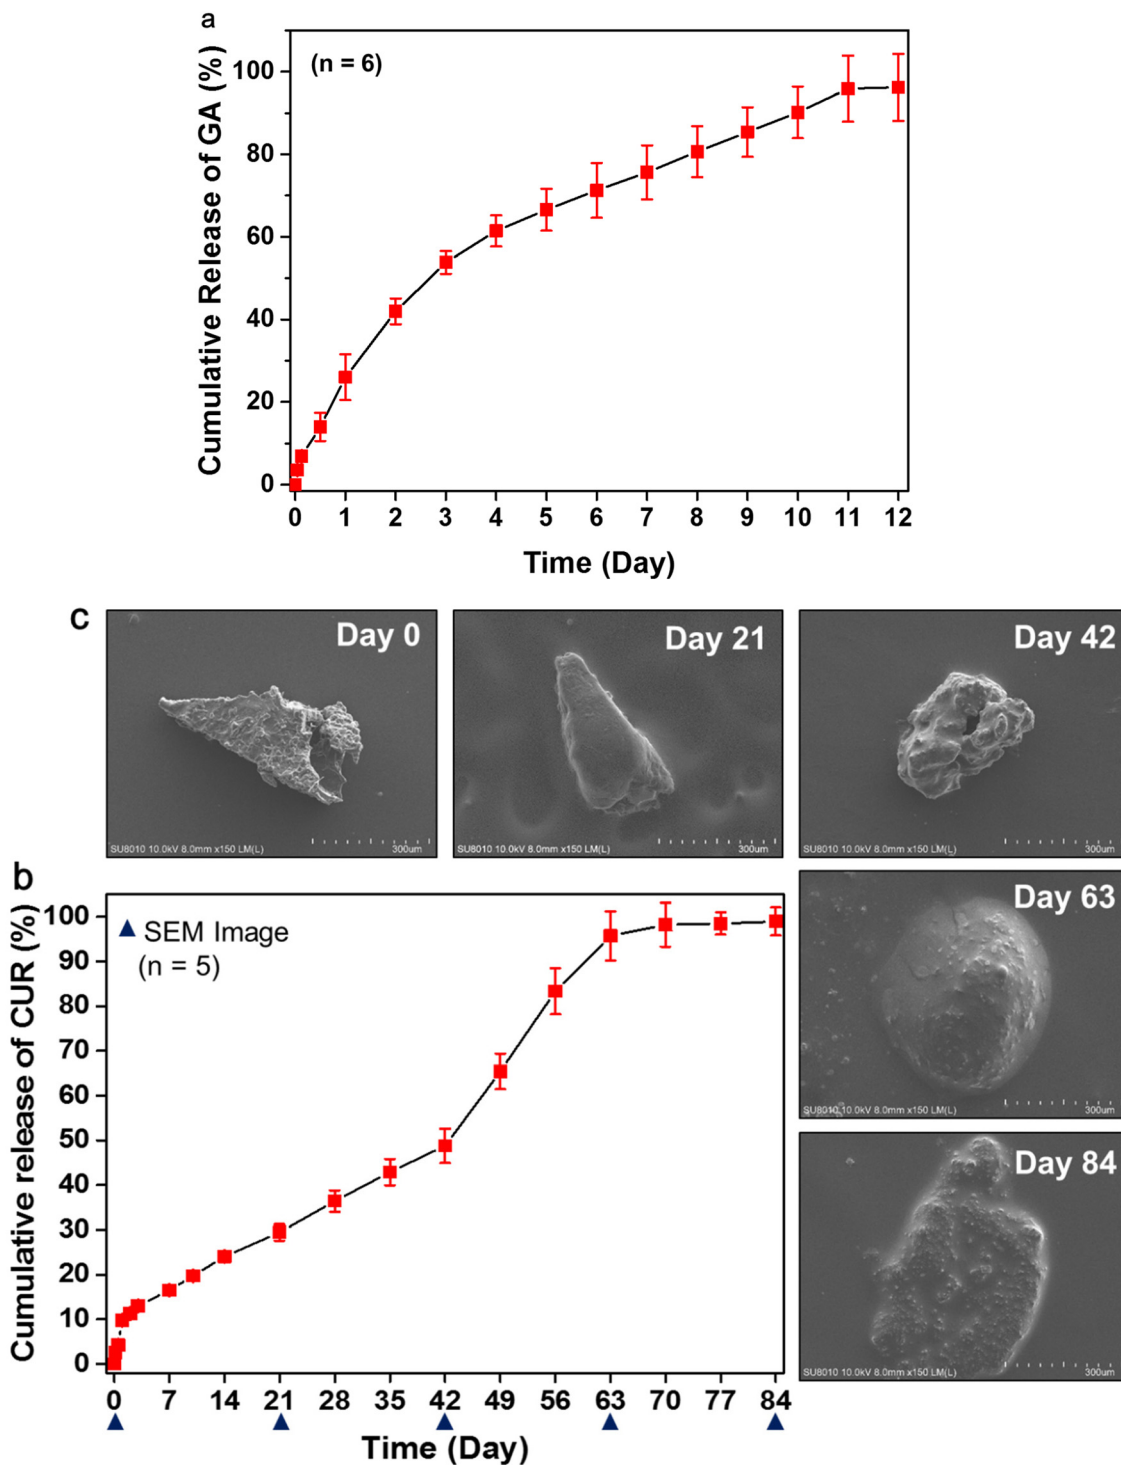 a
(n = 6)
Cumulative Release of GA (%)
100
80
60
40
20
0
0 1 2 3 4 5 6 7 8 9 10 11 12
Time (Day)
c
Day 0
SU8010 10.0kV 8.0mm x150 LM(L) 300um
Day 21
SU8010 10.0kV 8.0mm x150 LM(L) 300um
Day 42
SU8010 10.0kV 8.0mm x150 LM(L) 300um
b
SEM Image
(n = 5)
Cumulative release of CUR (%)
100
90
80
70
60
50
40
30
20
10
0
0 7 14 21 28 35 42 49 56 63 70 77 84
Time (Day)
Day 63
SU8010 10.0kV 8.0mm x150 LM(L) 300um
Day 84
SU8010 10.0kV 8.0mm x150 LM(L) 300um